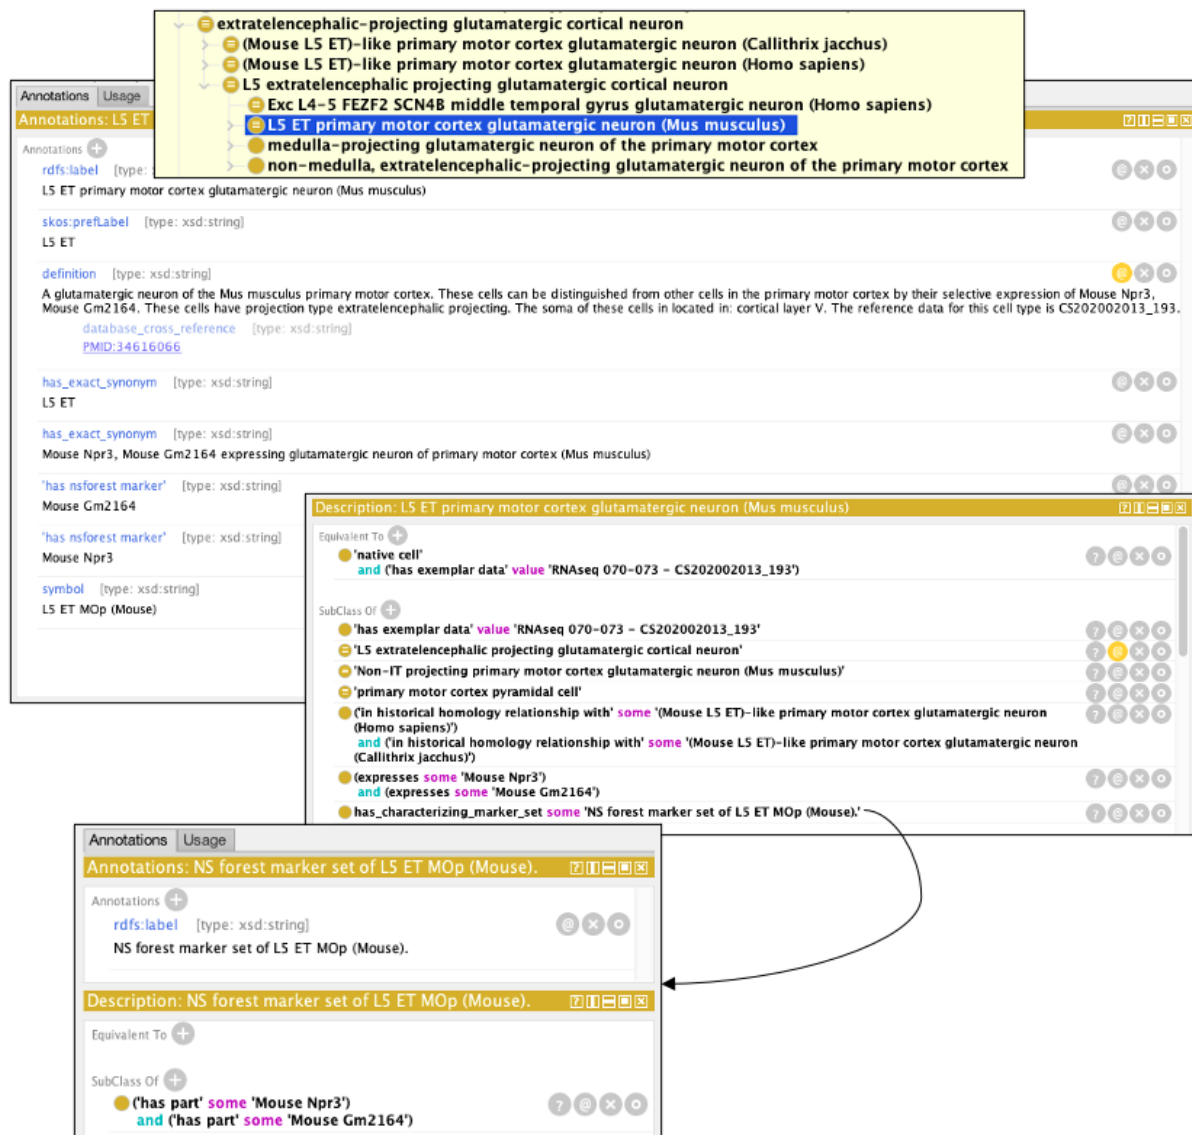 extratelencephalic-projecting glutamatergic cortical neuron
(Mouse L5 ET)-like primary motor cortex glutamatergic neuron (Callithrix jacchus)
(Mouse L5 ET)-like primary motor cortex glutamatergic neuron (Homo sapiens)
L5 extratelencephalic projecting glutamatergic cortical neuron
Exc L4-5 FEZF2 SCN4B middle temporal gyrus glutamatergic neuron (Homo sapiens)
L5 ET primary motor cortex glutamatergic neuron (Mus musculus)
medulla-projecting glutamatergic neuron of the primary motor cortex
non-medulla, extratelencephalic-projecting glutamatergic neuron of the primary motor cortex
Annotations Usage
Annotations: L5 ET
Annotations
rdfs:label [type:
L5 ET primary motor cortex glutamatergic neuron (Mus musculus)
skos:prefLabel [type: xsd:string]
L5 ET
definition [type: xsd:string]
A glutamatergic neuron of the Mus musculus primary motor cortex. These cells can be distinguished from other cells in the primary motor cortex by their selective expression of Mouse Npr3,
Mouse Gm2164. These cells have projection type extratelencephalic projecting. The soma of these cells in located in: cortical layer V. The reference data for this cell type is CS202002013_193.
database_cross_reference [type: xsd:string]
PMID:34616066
has_exact_synonym [type: xsd:string]
L5 ET
has_exact_synonym [type: xsd:string]
Mouse Npr3, Mouse Gm2164 expressing glutamatergic neuron of primary motor cortex (Mus musculus)
'has nsforest marker' [type: xsd:string]
Mouse Gm2164
'has nsforest marker' [type: xsd:string]
Mouse Npr3
symbol [type: xsd:string]
L5 ET MOp (Mouse)
Description: L5 ET primary motor cortex glutamatergic neuron (Mus musculus)
Equivalent To
'native cell'
and ('has exemplar data' value 'RNAseq 070-073 - CS202002013_193')
SubClass Of
'has exemplar data' value 'RNAseq 070-073 - CS202002013_193'
'L5 extratelencephalic projecting glutamatergic cortical neuron'
'Non-IT projecting primary motor cortex glutamatergic neuron (Mus musculus)'
'primary motor cortex pyramidal cell'
('in historical homology relationship with' some '(Mouse L5 ET)-like primary motor cortex glutamatergic neuron
(Homo sapiens)')
and ('in historical homology relationship with' some '(Mouse L5 ET)-like primary motor cortex glutamatergic neuron
(Callithrix jacchus)')
(expresses some 'Mouse Npr3')
and (expresses some 'Mouse Gm2164')
has_characterizing_marker_set some 'NS forest marker set of L5 ET MOp (Mouse).'
Annotations Usage
Annotations: NS forest marker set of L5 ET MOp (Mouse).
Annotations
rdfs:label [type: xsd:string]
NS forest marker set of L5 ET MOp (Mouse).
Description: NS forest marker set of L5 ET MOp (Mouse).
Equivalent To
SubClass Of
('has part' some 'Mouse Npr3')
and ('has part' some 'Mouse Gm2164')